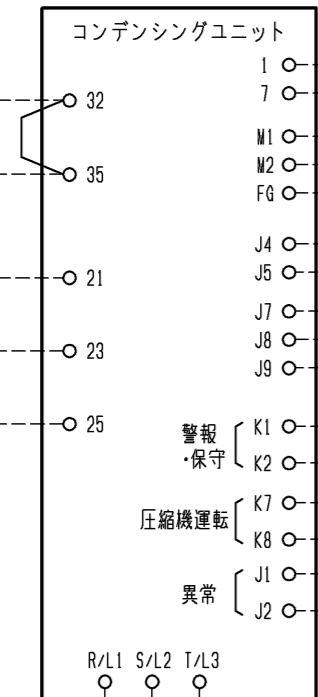 コンデンシングユニット
1
7
32
M1
M2
35
FG
J4
J5
21
J7
J8
23
J9
25
警報
・保守
K1
K2
圧縮機運転
K7
K8
異常
J1
J2
R/L1 S/L2 T/L3